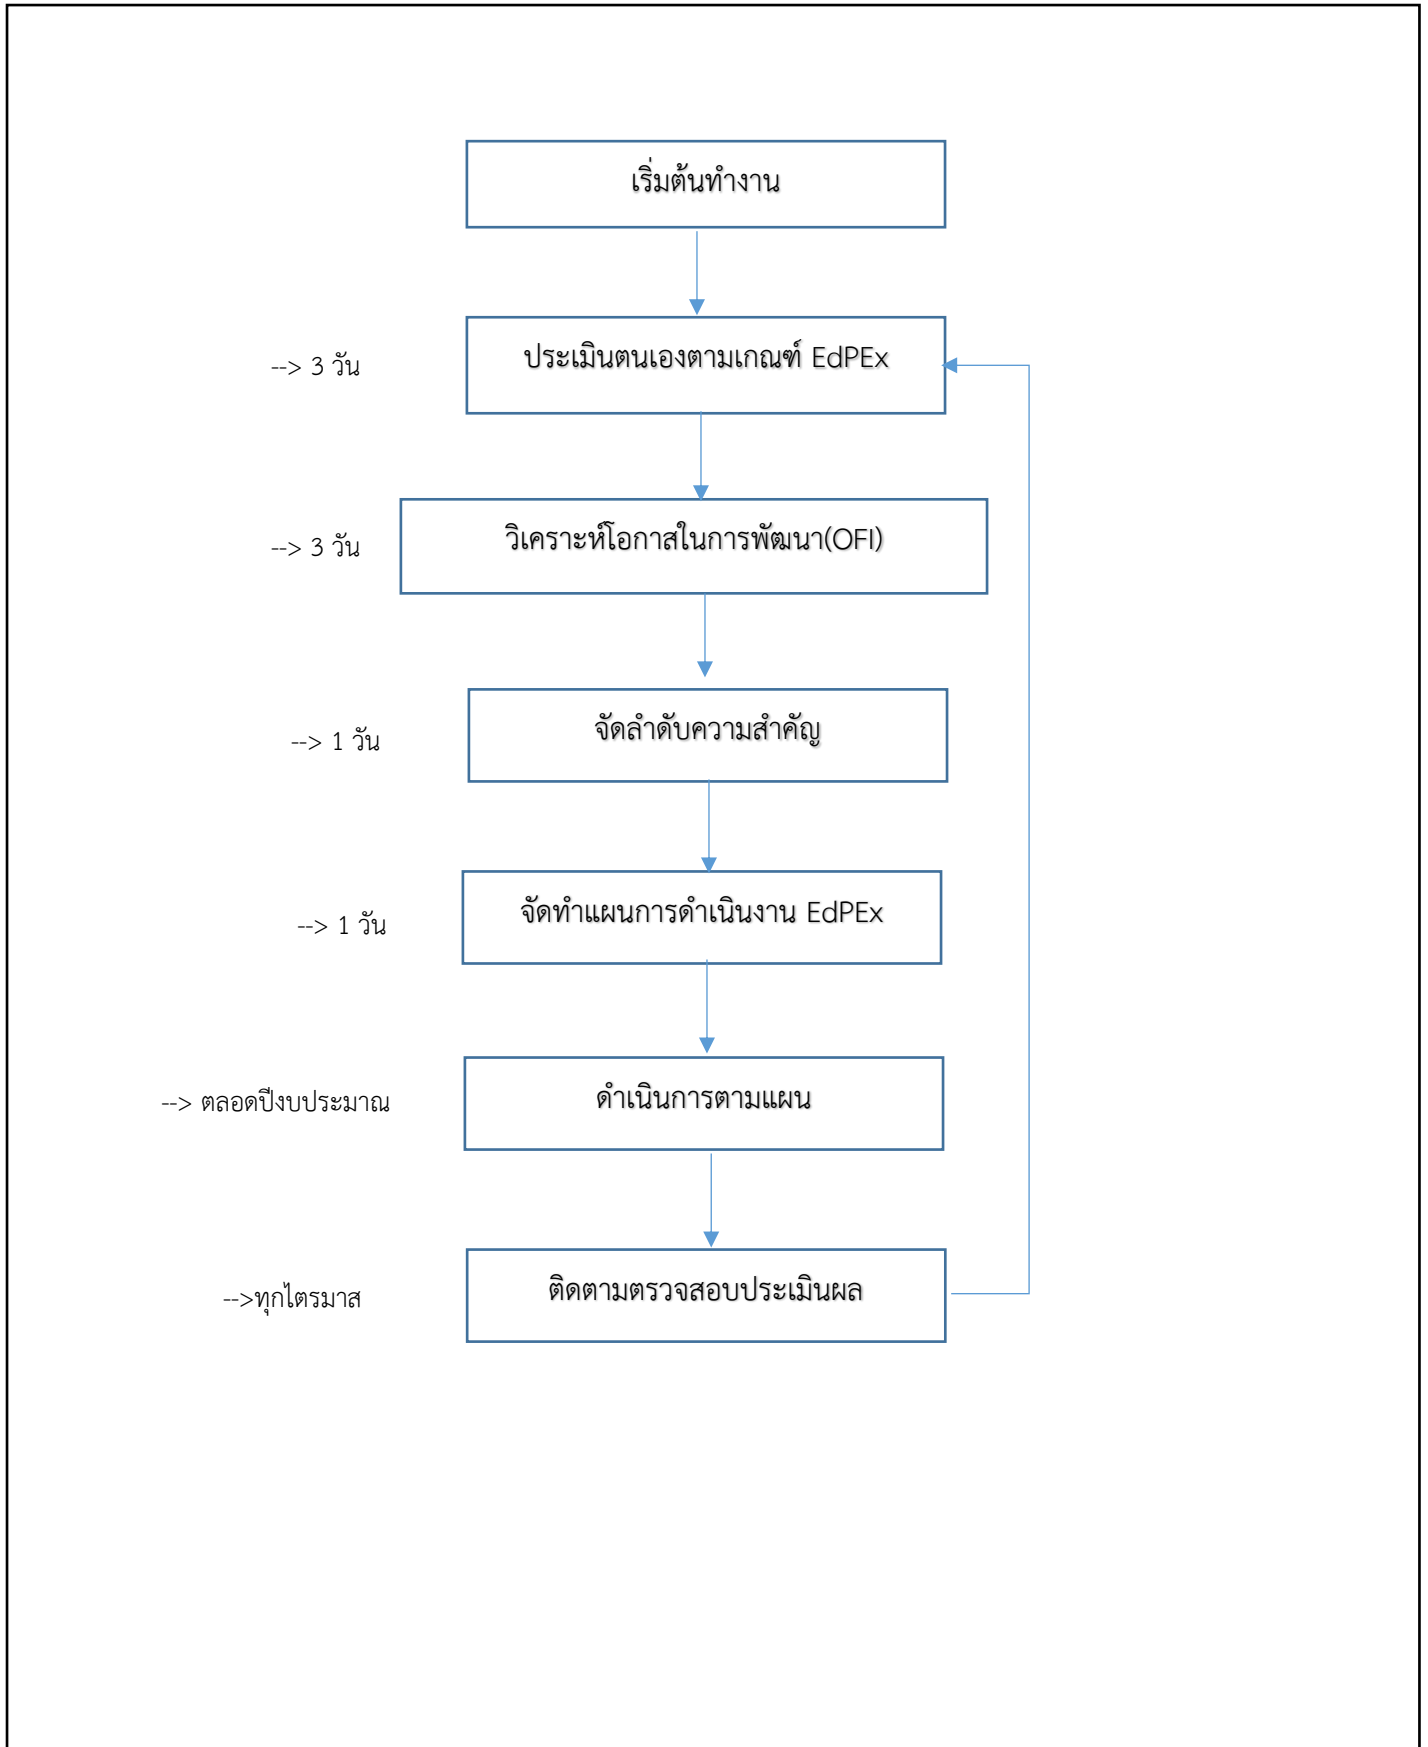 เริ่มต้นทำงาน
--> 3 วัน
ประเมินตนเองตามเกณฑ์ EdPEx
--> 3 วัน
วิเคราะห์โอกาสในการพัฒนา(OFI)
--> 1 วัน
จัดลำดับความสำคัญ
--> 1 วัน
จัดทำแผนการดำเนินงาน EdPEx
--> ตลอดปีงบประมาณ
ดำเนินการตามแผน
-->ทุกไตรมาส
ติดตามตรวจสอบประเมินผล